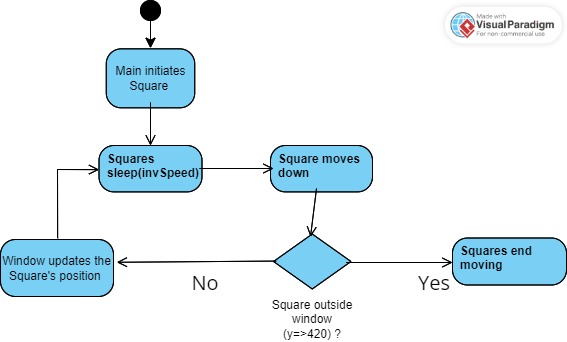 Made with
Visual Paradigm
For non-commercial use
Main initiates
Square
Squares
sleep(invSpeed)
Square moves
down
Window updates the
Square's position
No
Square outside
window
(y=>420) ?
Yes
Squares end
moving